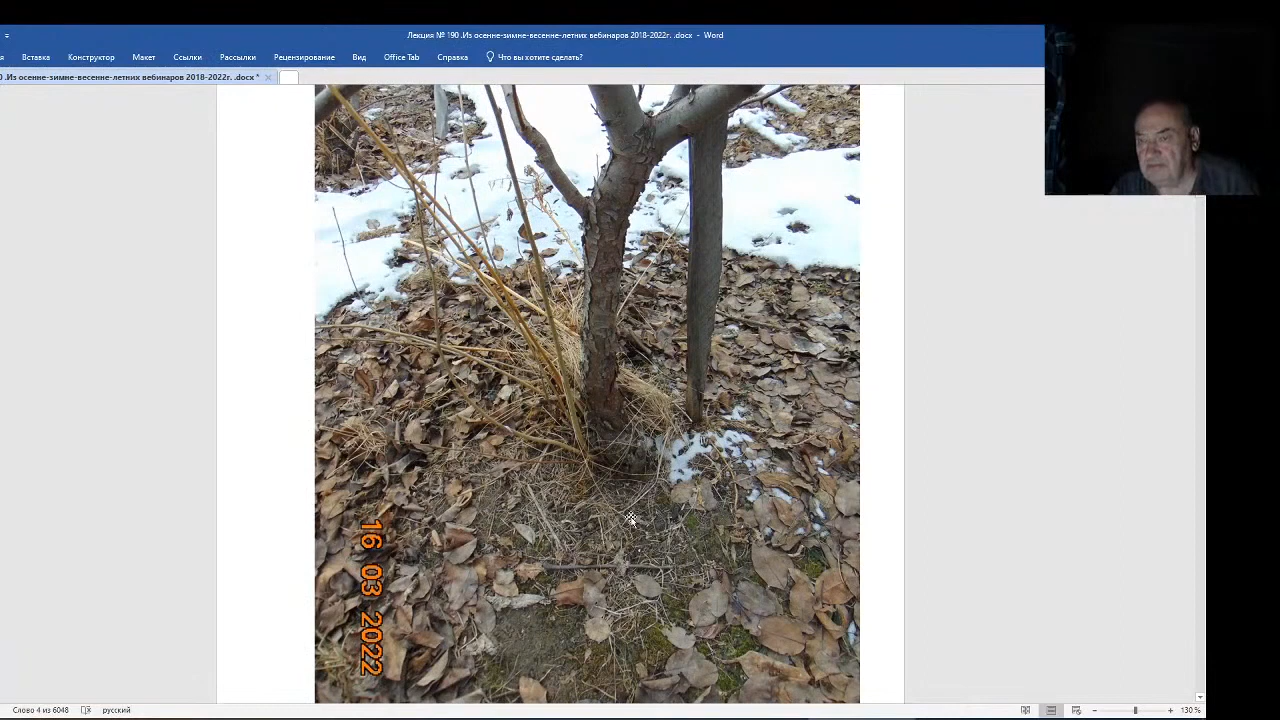 Лекция № 190 .Из осенне-зимне-весенне-летних вебинаров 2018-2022г. .docx - Word
Вставка Конструктор Макет Ссылки Рассылки Рецензирование Вид Office Tab Справка Что вы хотите сделать?
0 .Из осенне-зимне-весенне-летних вебинаров 2018-2022г. .docx *
16 03 2022
Слово 4 из 6048 русский 130 %